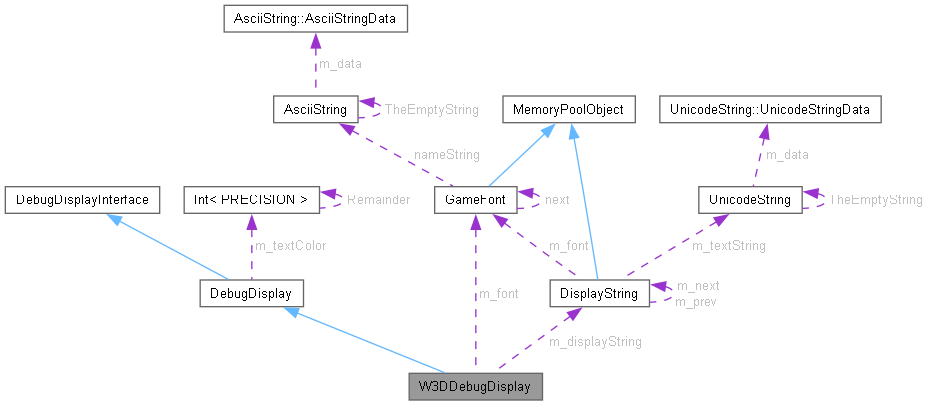 AsciiString::AsciiStringData
m_data
AsciiString
TheEmptyString
MemoryPoolObject
UnicodeString::UnicodeStringData
nameString
m_data
DebugDisplayInterface
Int< PRECISION >
Remainder
GameFont
next
UnicodeString
TheEmptyString
m_textColor
m_font
m_textString
DebugDisplay
m_font
DisplayString
m_next
m_prev
m_displayString
W3DDebugDisplay